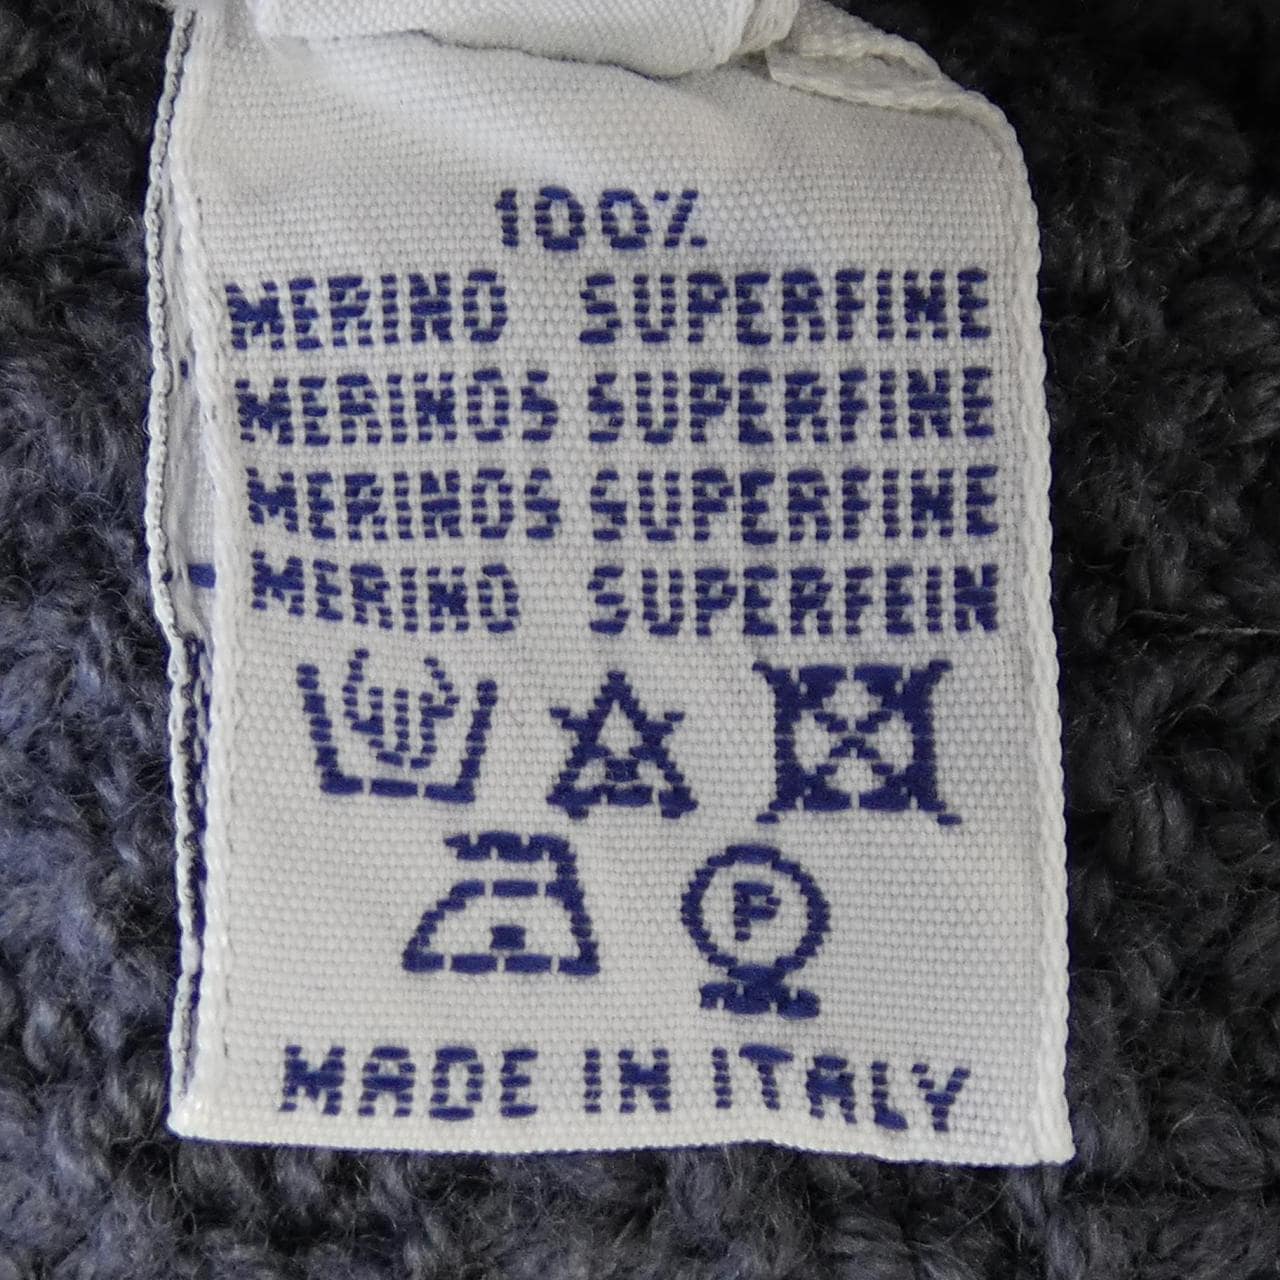 100%
MERINO SUPERFINE
MERINOS SUPERFINE
MERINOS SUPERFINE
MERINO SUPERFEIN
P
MADE IN ITALY